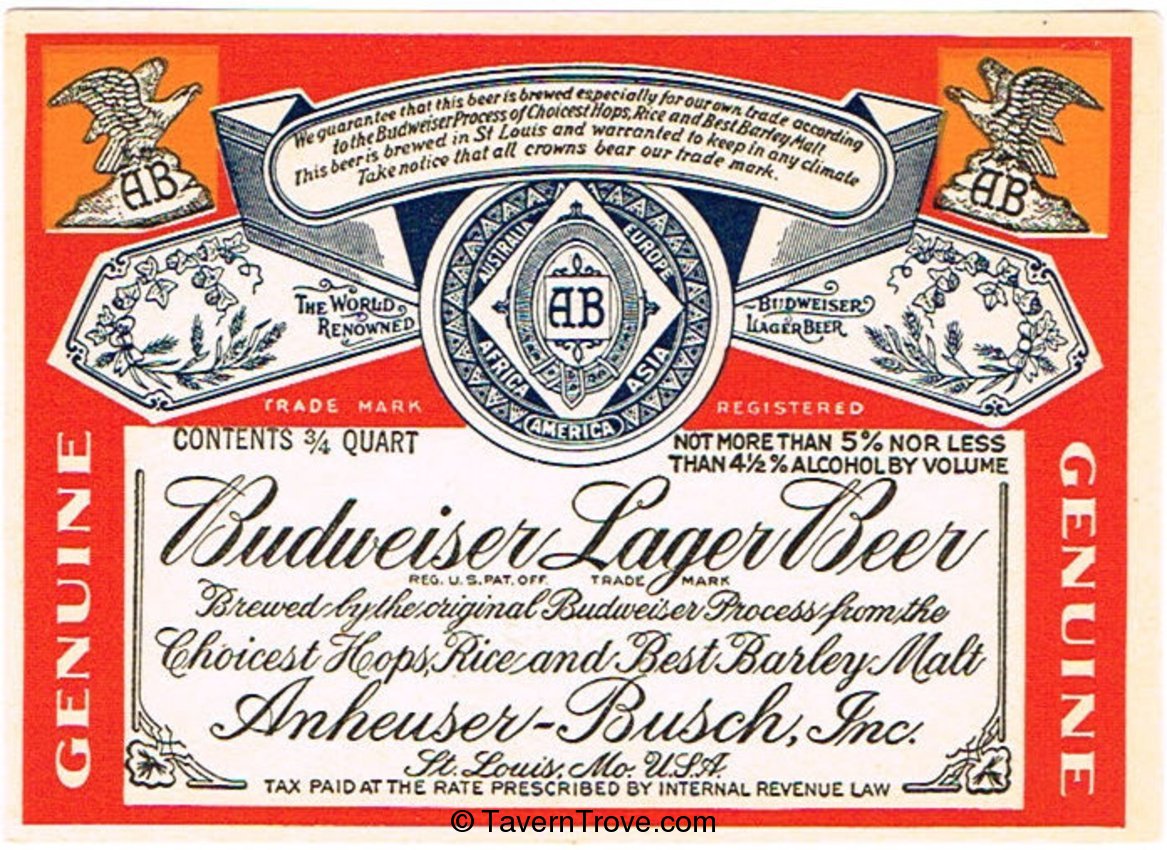 We guarantee that this beer is brewed especially for our own trade according
to the Budweiser Process of Choicest Hops, Rice and Best Barley Malt.
This beer is brewed in St Louis and warranted to keep in any climate
Take notice that all crowns bear our trade mark.
AB
AB
AUSTRALIA
EUROPE
AB
AFRICA
ASIA
AMERICA
THE WORLD
RENOWNED
BUDWEISER
LAGER BEER
TRADE MARK
REGISTERED
CONTENTS ¾ QUART
NOT MORE THAN 5% NOR LESS
THAN 4½% ALCOHOL BY VOLUME
GENUINE
GENUINE
Budweiser Lager Beer
REG. U.S. PAT. OFF. TRADE MARK
Brewed by the original Budweiser Process from the
Choicest Hops, Rice and Best Barley Malt
Anheuser-Busch, Inc.
St. Louis, Mo. U.S.A.
TAX PAID AT THE RATE PRESCRIBED BY INTERNAL REVENUE LAW
© TavernTrove.com